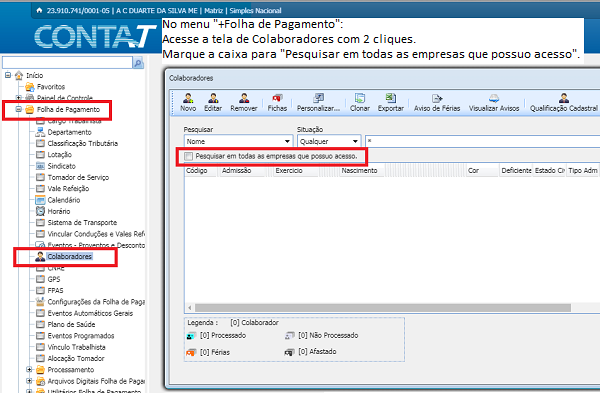 23.910.741/0001-05 | A C DUARTE DA SILVA ME | Matriz | Simples Nacional
CONTA.T
No menu "+Folha de Pagamento":
Acesse a tela de Colaboradores com 2 cliques.
Marque a caixa para "Pesquisar em todas as empresas que possuo acesso".
Início
Favoritos
Painel de Controle
Folha de Pagamento
Cargo Trabalhista
Departamento
Classificação Tributária
Lotação
Sindicato
Tomador de Serviço
Vale Refeição
Calendário
Horário
Sistema de Transporte
Vincular Conduções e Vales Refe
Eventos - Proventos e Desconto
Colaboradores
CNAE
GPS
FPAS
Configurações da Folha de Paga
Eventos Automáticos Gerais
Plano de Saúde
Eventos Programados
Vínculo Trabalhista
Alocação Tomador
Processamento
Arquivos Digitais Folha de Pagam
Utilitários Folha de Pagamento
Colaboradores
Novo Editar Remover Fichas Personalizar... Clonar Exportar Aviso de Férias Visualizar Avisos Qualificação Cadastral
Pesquisar Situação
Nome Qualquer *
Pesquisar em todas as empresas que possuo acesso.
Código Admissão Exercício Nascimento Cor Deficiente Estado Civ Tipo Adm
Legenda : [0] Colaborador
[0] Processado [0] Não Processado
[0] Férias [0] Afastado